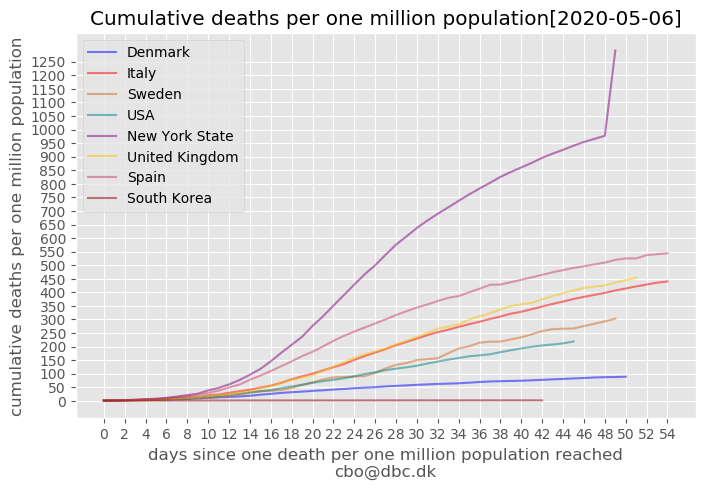 Cumulative deaths per one million population[2020-05-06]
cumulative deaths per one million population
1250
1200
1150
1100
1050
1000
950
900
850
800
750
700
650
600
550
500
450
400
350
300
250
200
150
100
50
0
Denmark
Italy
Sweden
USA
New York State
United Kingdom
Spain
South Korea
0 2 4 6 8 10 12 14 16 18 20 22 24 26 28 30 32 34 36 38 40 42 44 46 48 50 52 54
days since one death per one million population reached
cbo@dbc.dk